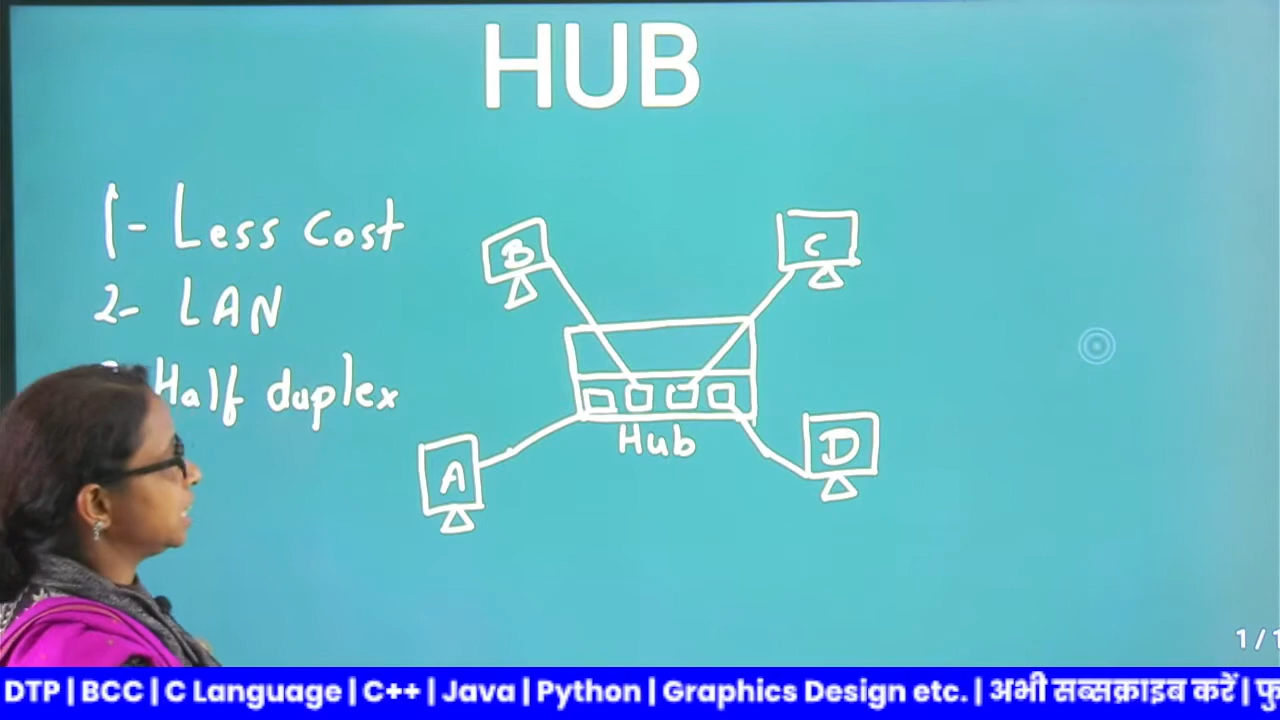 HUB
1- Less Cost
2- LAN
Half duplex
B
C
Hub
A
D
1/1
DTP | BCC | C Language | C++ | Java | Python | Graphics Design etc. | अभी सब्सक्राइब करें |